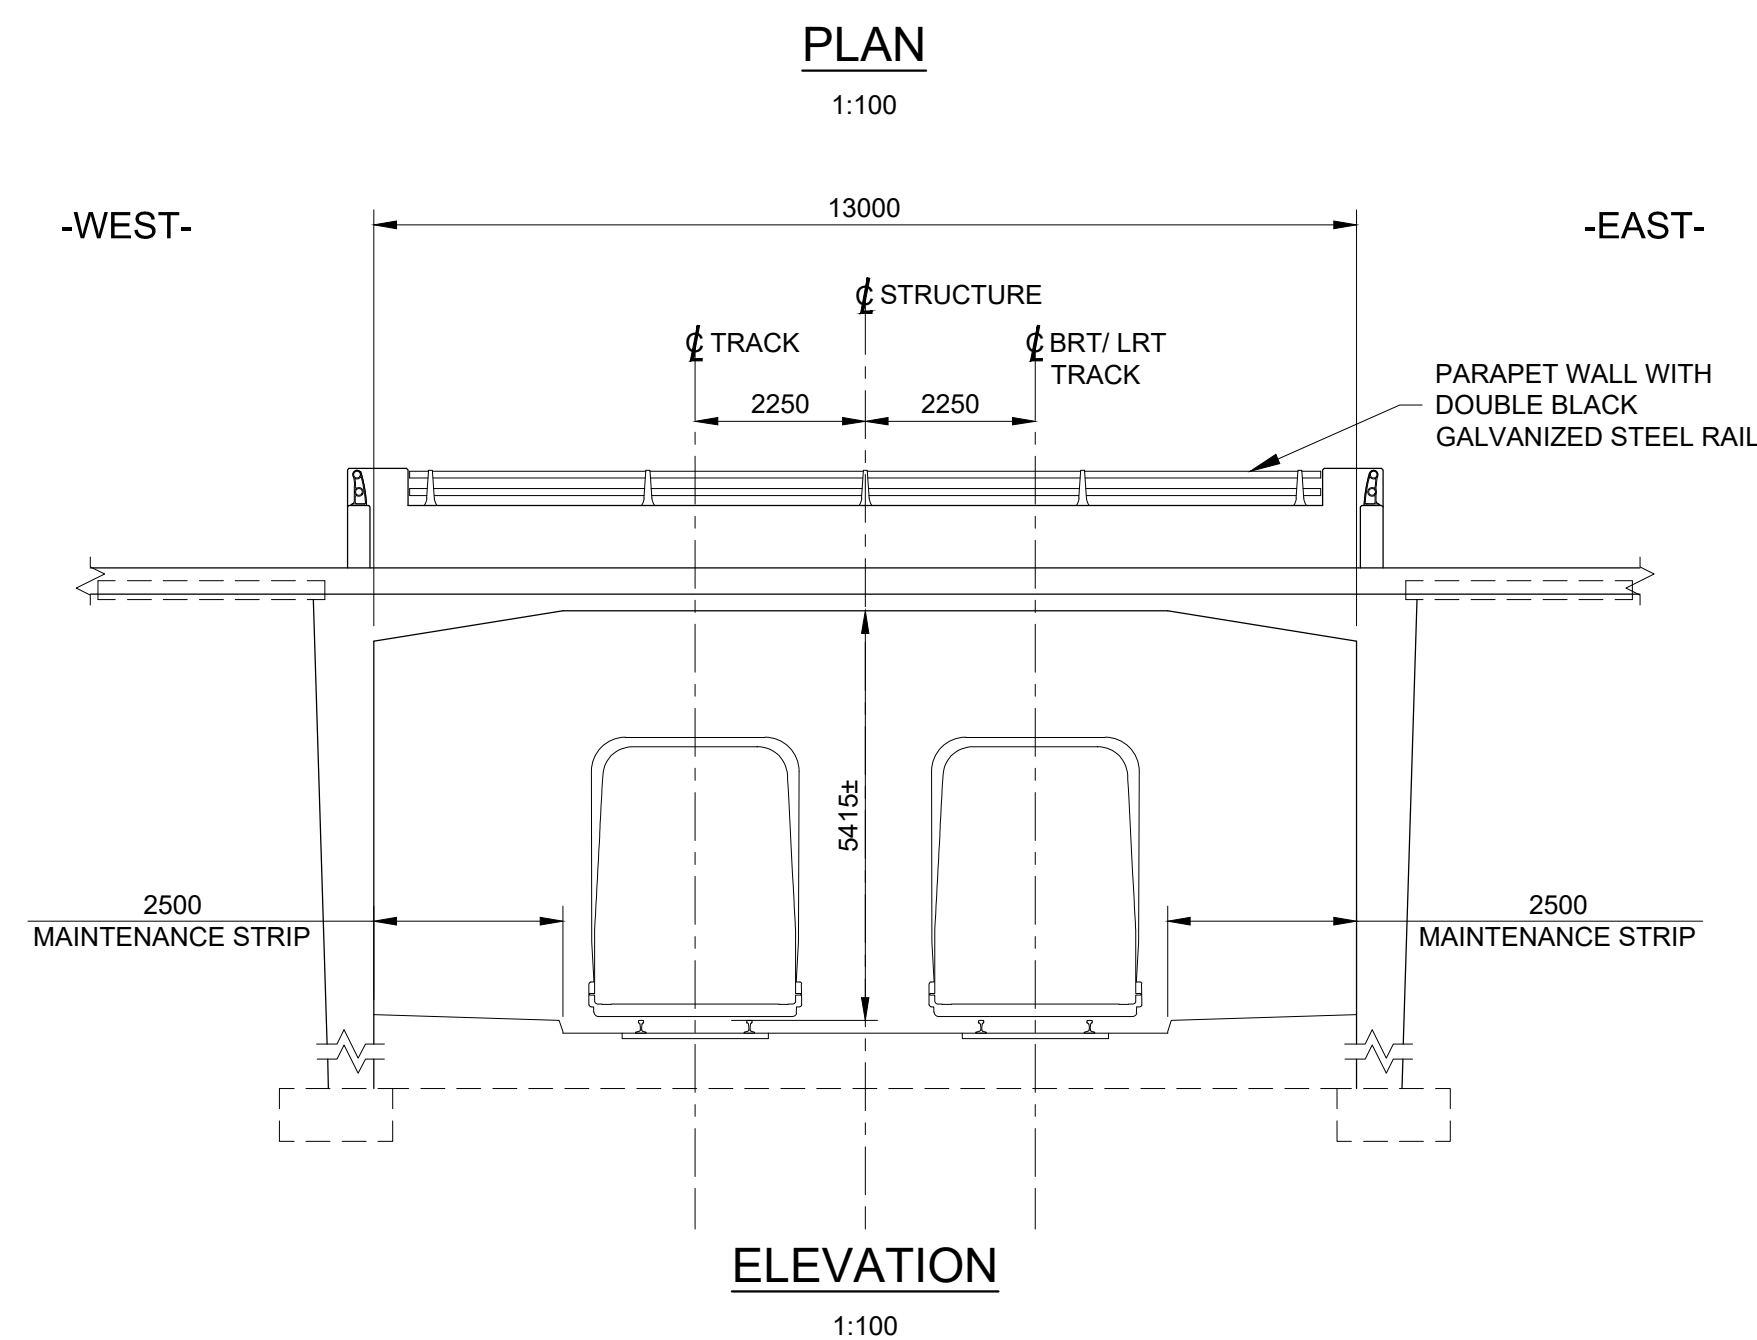 PLAN
1:100
13000
-WEST-
-EAST-
℄ STRUCTURE
℄ TRACK
℄ BRT/ LRT
TRACK
PARAPET WALL WITH
DOUBLE BLACK
GALVANIZED STEEL RAIL
2250
2250
5415±
2500
MAINTENANCE STRIP
2500
MAINTENANCE STRIP
ELEVATION
1:100